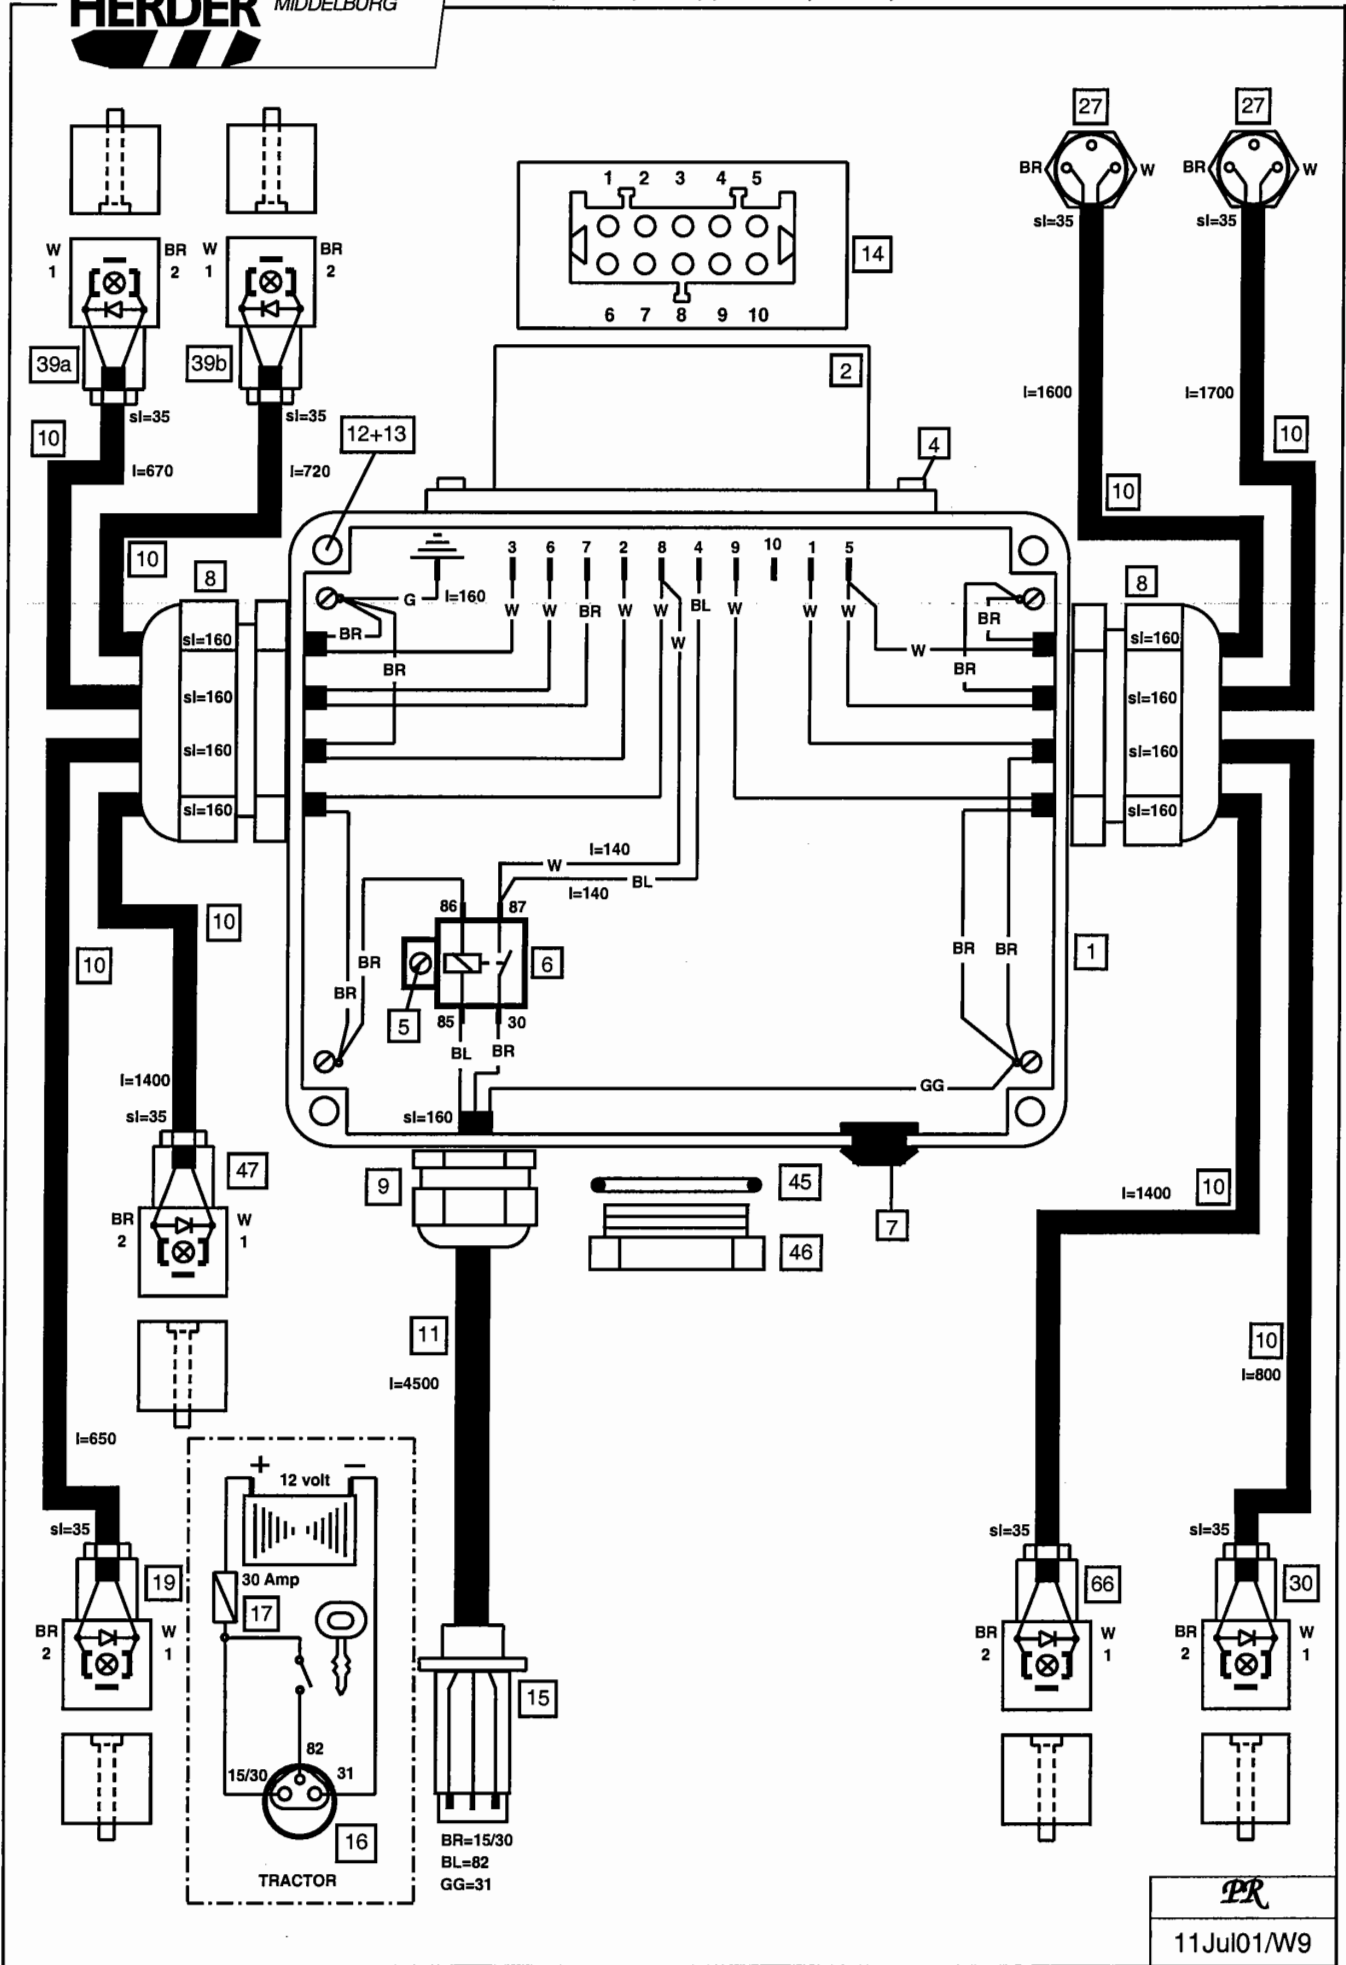 HERDER
MIDDELBURG
27
27
BR
W
BR
W
sl=35
sl=35
1 2 3 4 5
14
6 7 8 9 10
W
1
BR
2
W
1
BR
2
39a
39b
2
sl=35
sl=35
l=1600
l=1700
10
12+13
4
10
l=670
l=720
10
10
8
3 6 7 2 8 4 9 10 1 5
8
G
l=160
W
W
BR
W
W
BL
W
W
W
BR
W
BR
W
sl=160
sl=160
BR
BR
sl=160
sl=160
sl=160
sl=160
sl=160
sl=160
l=140
W
l=140
BL
86
87
10
10
BR
6
BR
BR
1
BR
5
85
30
BL
BR
GG
l=1400
sl=35
sl=160
47
9
45
7
46
l=1400
10
BR
2
W
1
11
10
l=4500
l=800
l=650
+ −
12 volt
sl=35
sl=35
sl=35
19
30 Amp
17
66
30
BR
2
W
1
BR
2
W
1
BR
2
W
1
15
82
15/30
31
16
BR=15/30
BL=82
GG=31
TRACTOR
PR
11Jul01/W9